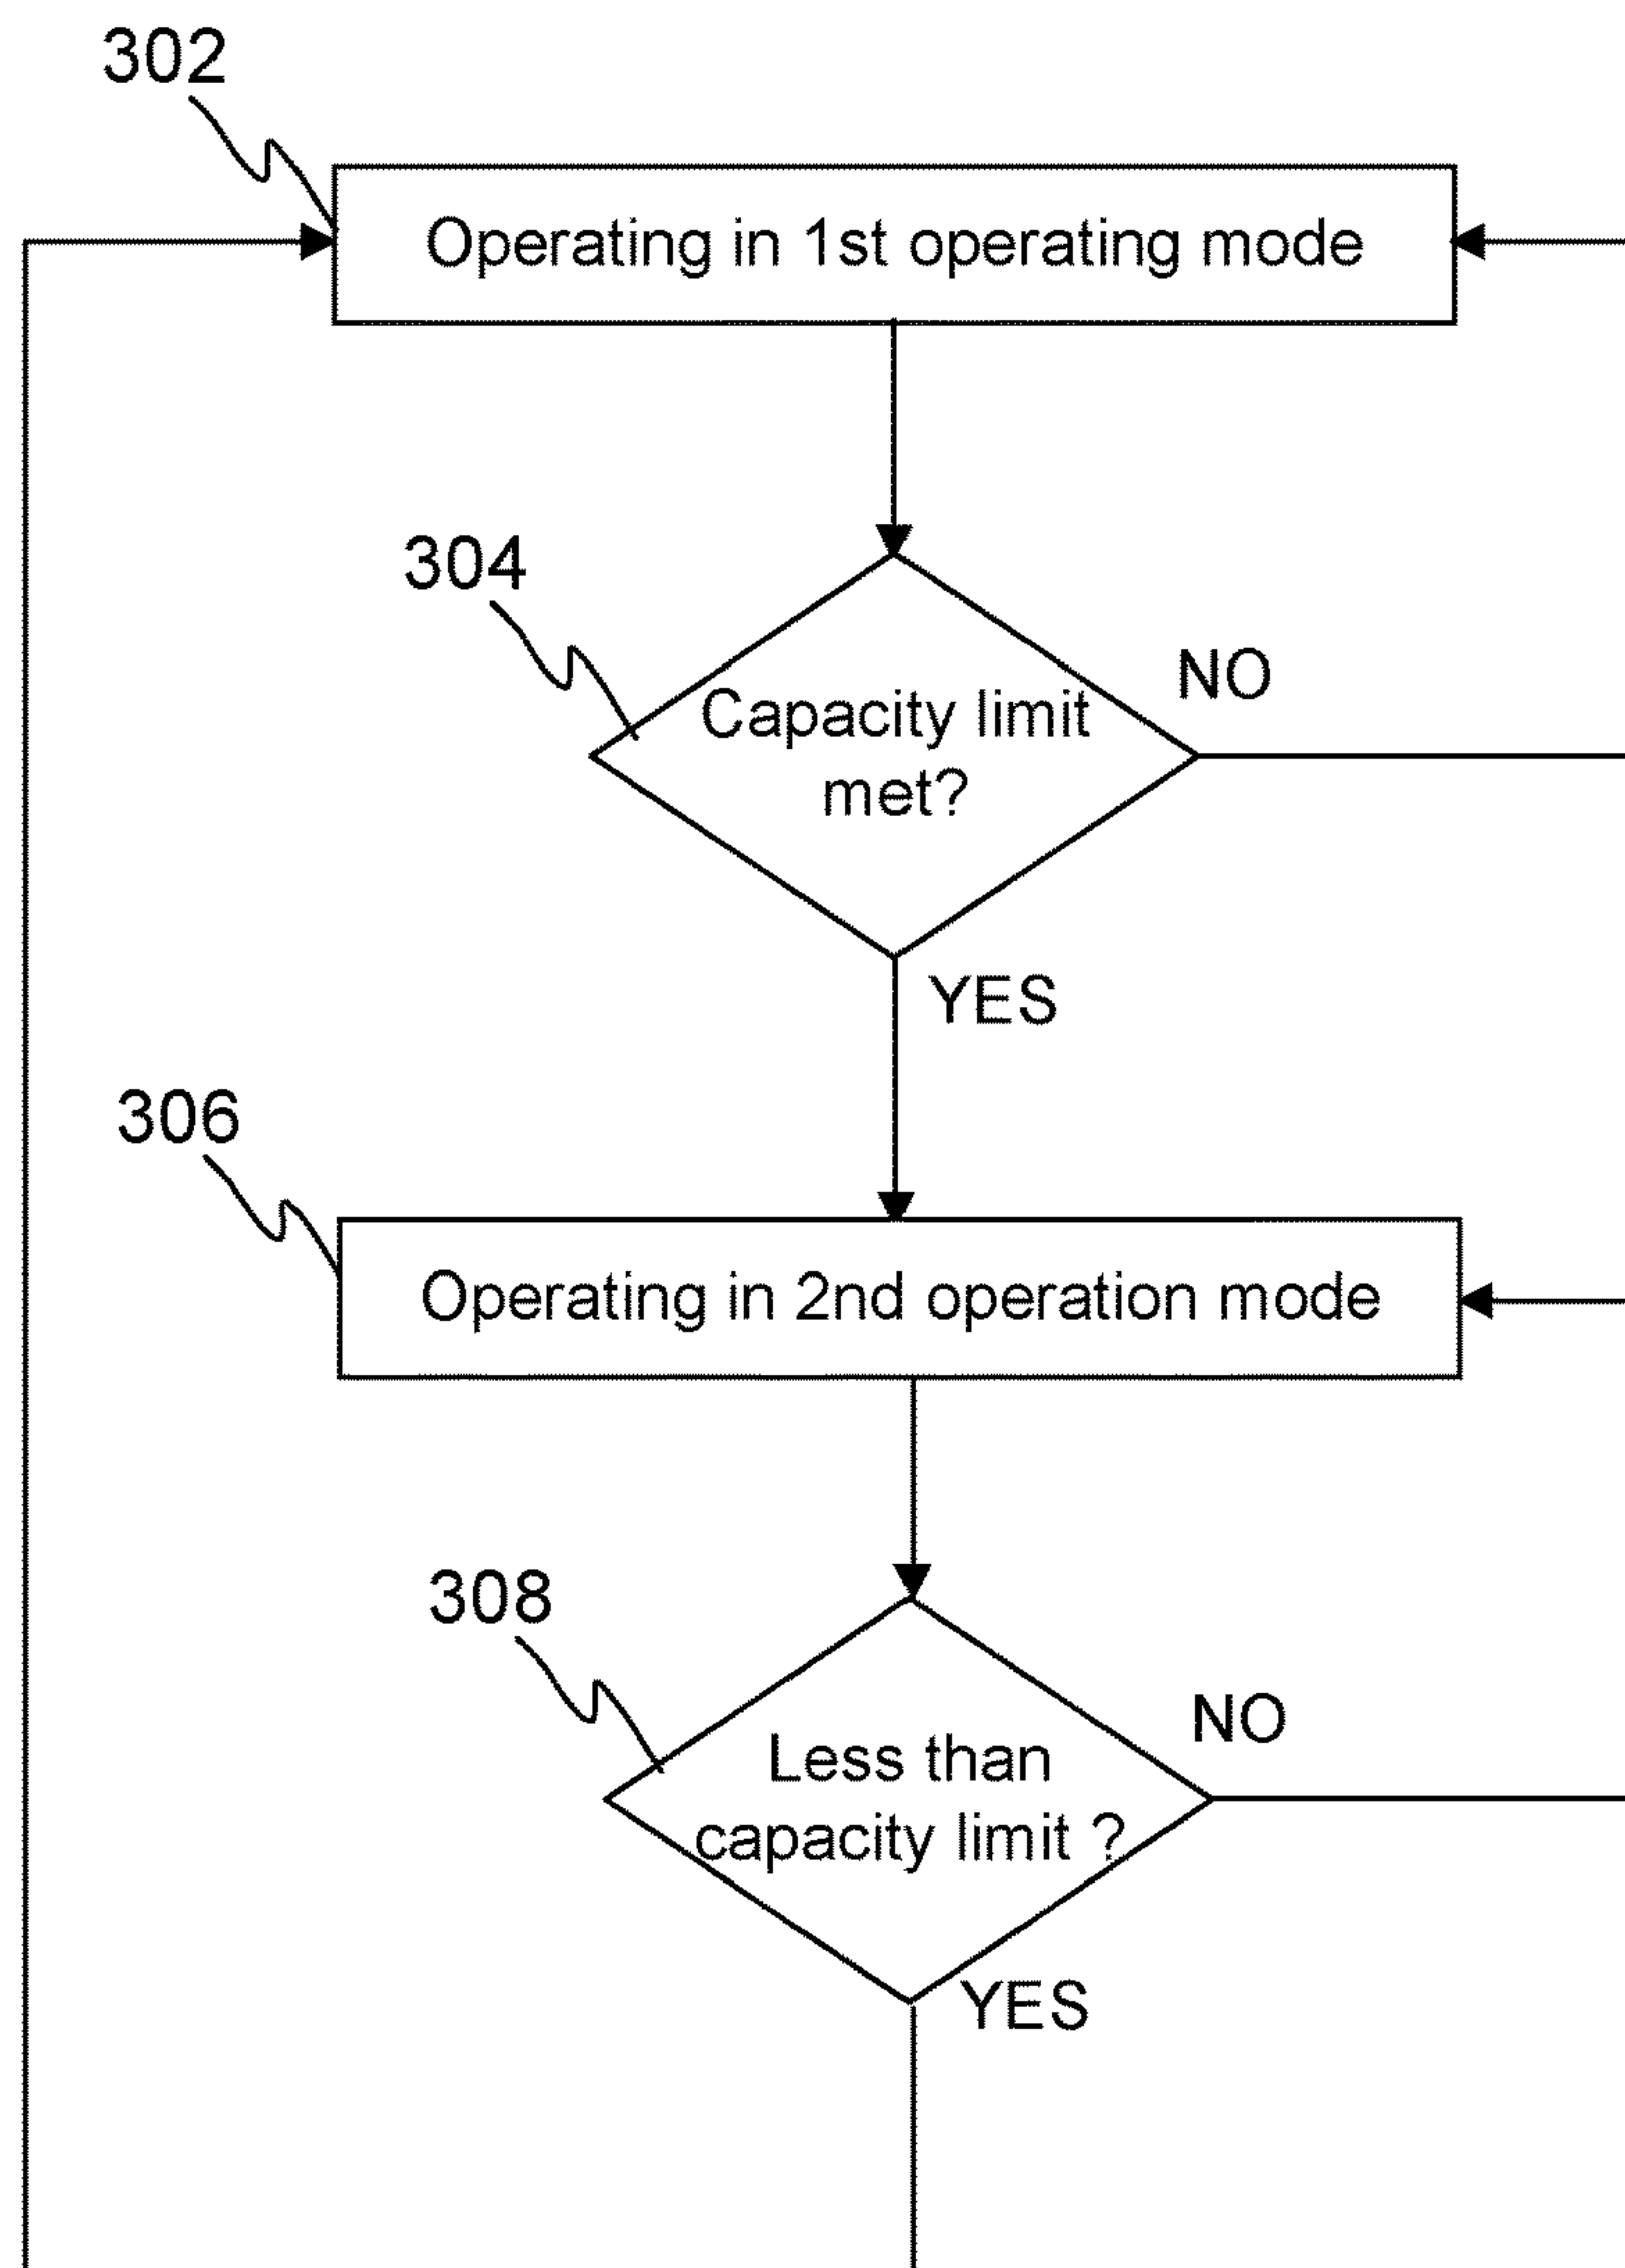 302
Operating in 1st operating mode
304
NO
Capacity limit
met?
YES
306
Operating in 2nd operation mode
308
NO
Less than
capacity limit ?
YES